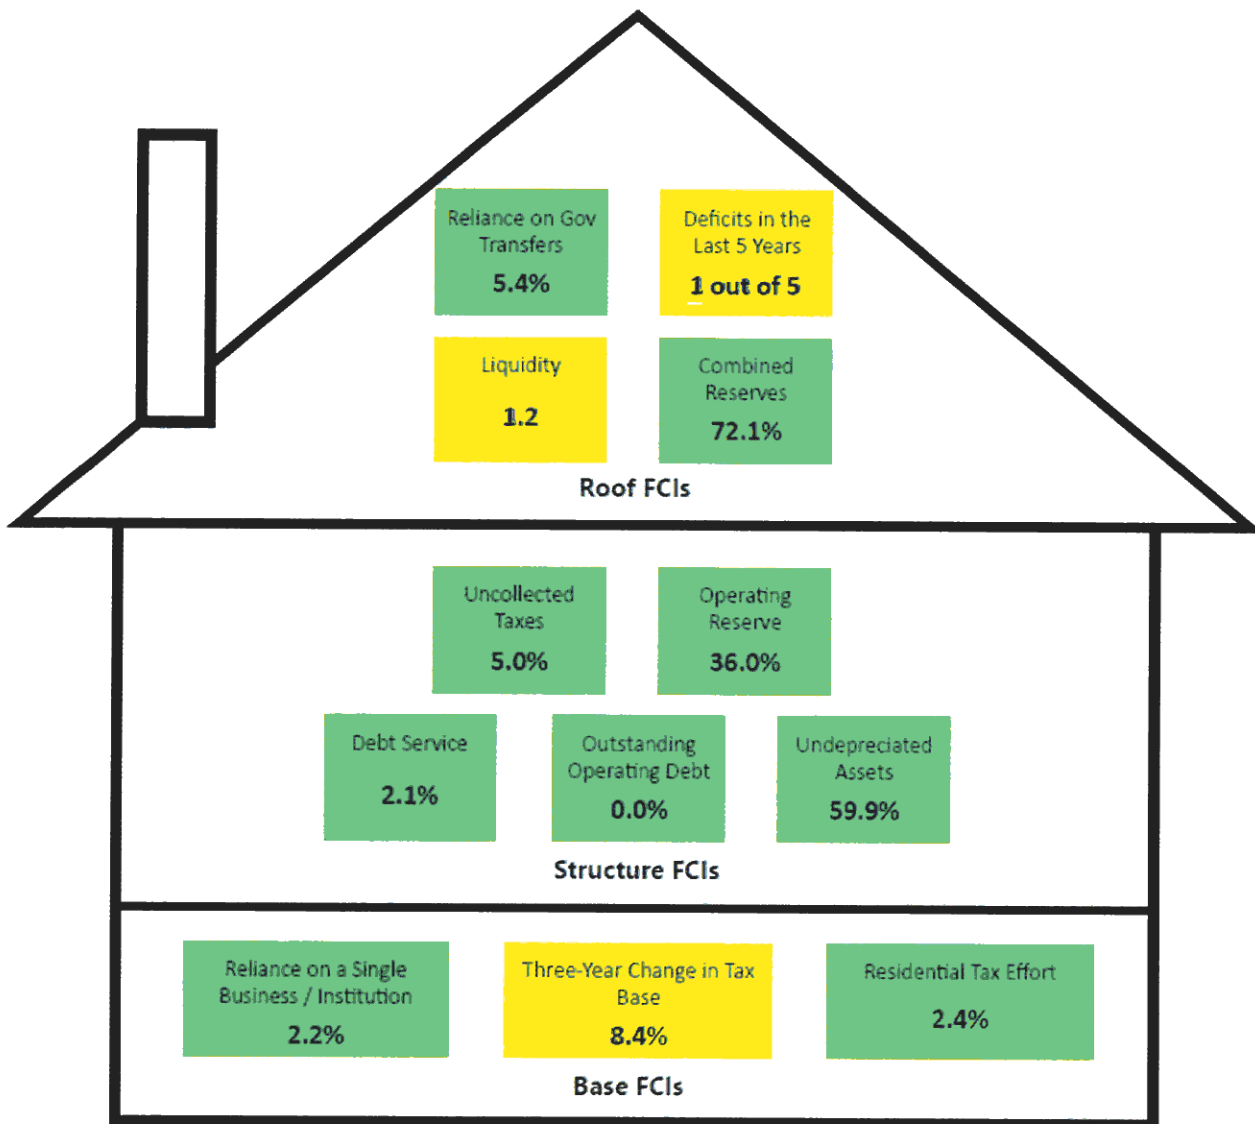 Reliance on Gov
Transfers
5.4%
Deficits in the
Last 5 Years
1 out of 5
Liquidity
1.2
Combined
Reserves
72.1%
Roof FCIs
Uncollected
Taxes
5.0%
Operating
Reserve
36.0%
Debt Service
2.1%
Outstanding
Operating Debt
0.0%
Undepreciated
Assets
59.9%
Structure FCIs
Reliance on a Single
Business / Institution
2.2%
Three-Year Change in Tax
Base
8.4%
Residential Tax Effort
2.4%
Base FCIs